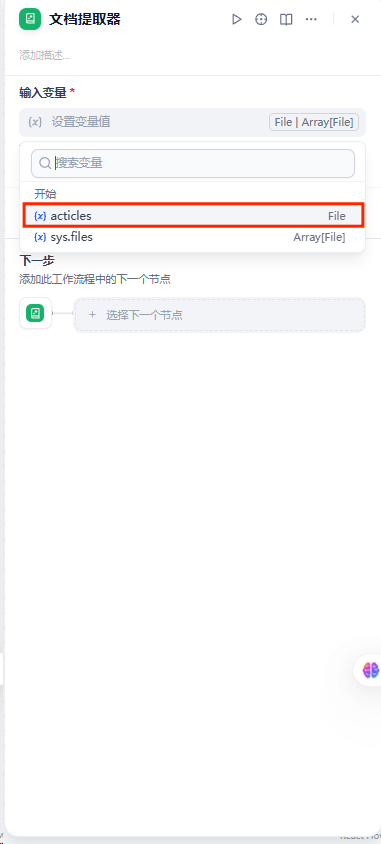 文档提取器
添加描述...
输入变量 *
{x} 设置变量值 File | Array[File]
搜索变量
开始
{x} acticles File
{x} sys.files Array[File]
下一步
添加此工作流程中的下一个节点
+ 选择下一个节点